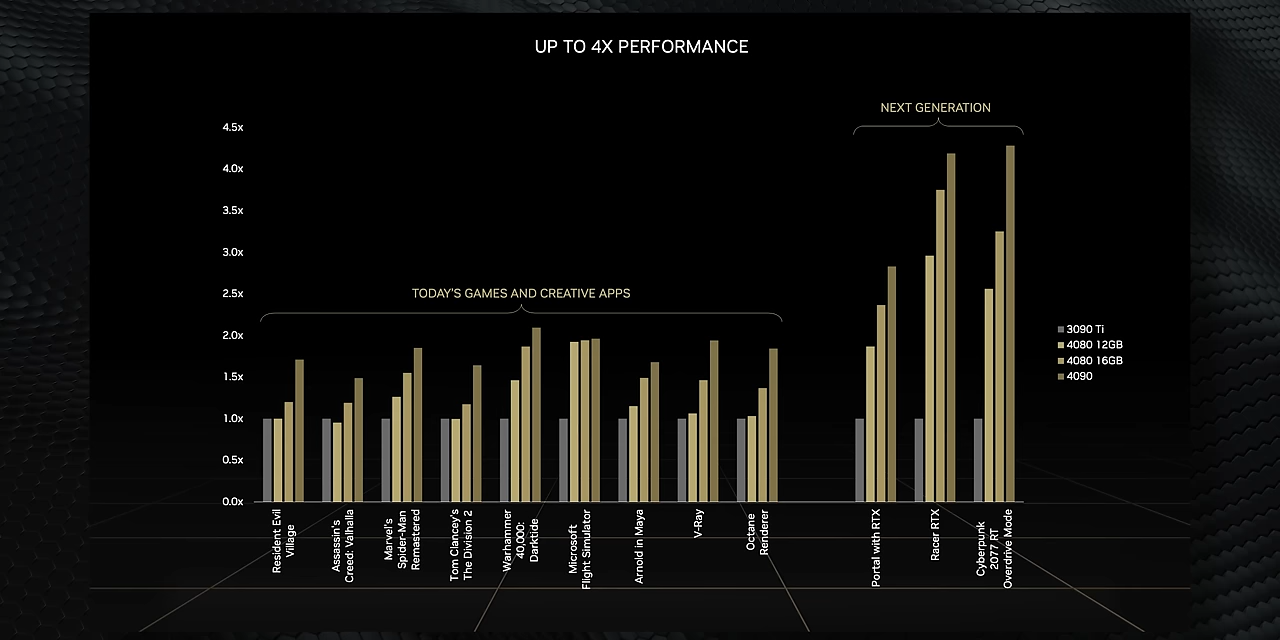 UP TO 4X PERFORMANCE
NEXT GENERATION
4.5x
4.0x
3.5x
3.0x
2.5x
2.0x
1.5x
1.0x
0.5x
0.0x
TODAY'S GAMES AND CREATIVE APPS
3090 Ti
4080 12GB
4080 16GB
4090
Resident Evil
Village
Assassin's
Creed: Valhalla
Marvel's
Spider-Man
Remastered
Tom Clancy's
The Division 2
Warhammer
40,000:
Darktide
Microsoft
Flight Simulator
Arnold in Maya
V-Ray
Octane
Renderer
Portal with RTX
Racer RTX
Cyberpunk
2077 RT
Overdrive Mode